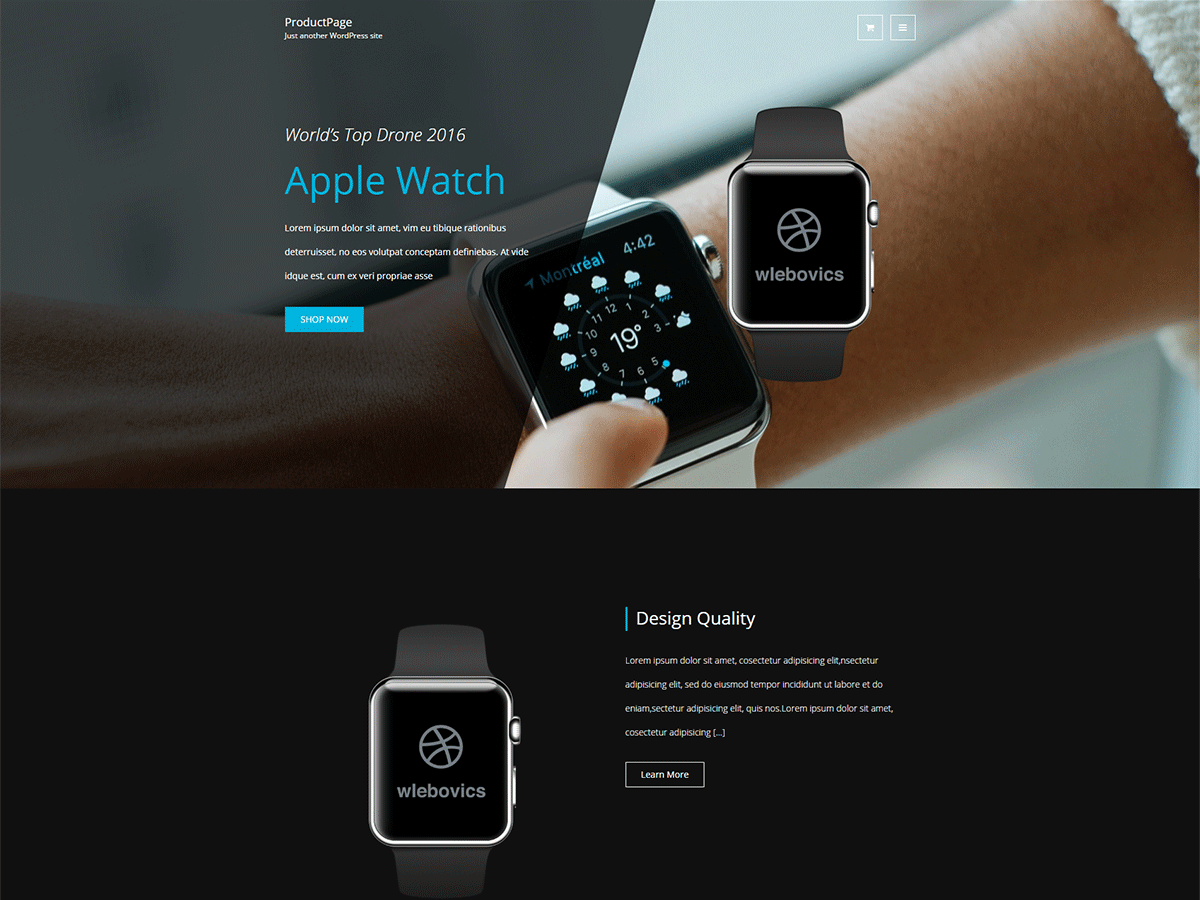 ProductPage
Just another WordPress site
World's Top Drone 2016
Apple Watch
Lorem ipsum dolor sit amet, vim eu tibique rationibus
deterruisset, no eos volutpat conceptam definiebas. At vide
idque est, cum ex veri propriae asse
SHOP NOW
Montréal
4:42
12
1
2
3
5
6
7
8
9
10
11
19°
wlebovics
Design Quality
Lorem ipsum dolor sit amet, cosectetur adipisicing elit,nsectetur
adipisicing elit, sed do eiusmod tempor incididunt ut labore et do
eniam,sectetur adipisicing elit, quis nos.Lorem ipsum dolor sit amet,
cosectetur adipisicing [...]
Learn More
wlebovics